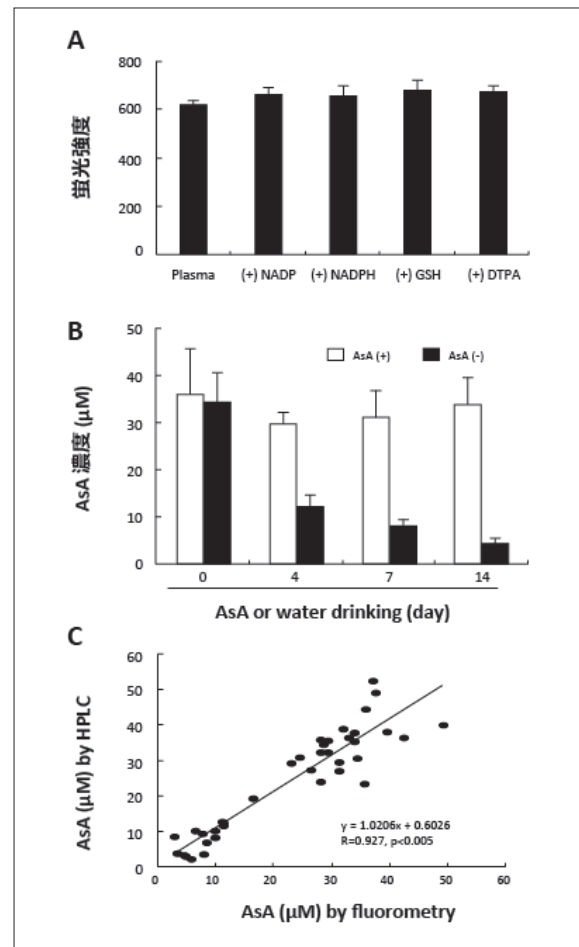 A
800
600
400
200
0
蛍光強度
Plasma (+) NADP (+) NADPH (+) GSH (+) DTPA
B
50
40
30
20
10
0
AsA 濃度 (µM)
AsA (+) AsA (-)
0 4 7 14
AsA or water drinking (day)
C
60
50
40
30
20
10
0
AsA (µM) by HPLC
y = 1.0206x + 0.6026
R=0.927, p<0.005
0 10 20 30 40 50 60
AsA (µM) by fluorometry